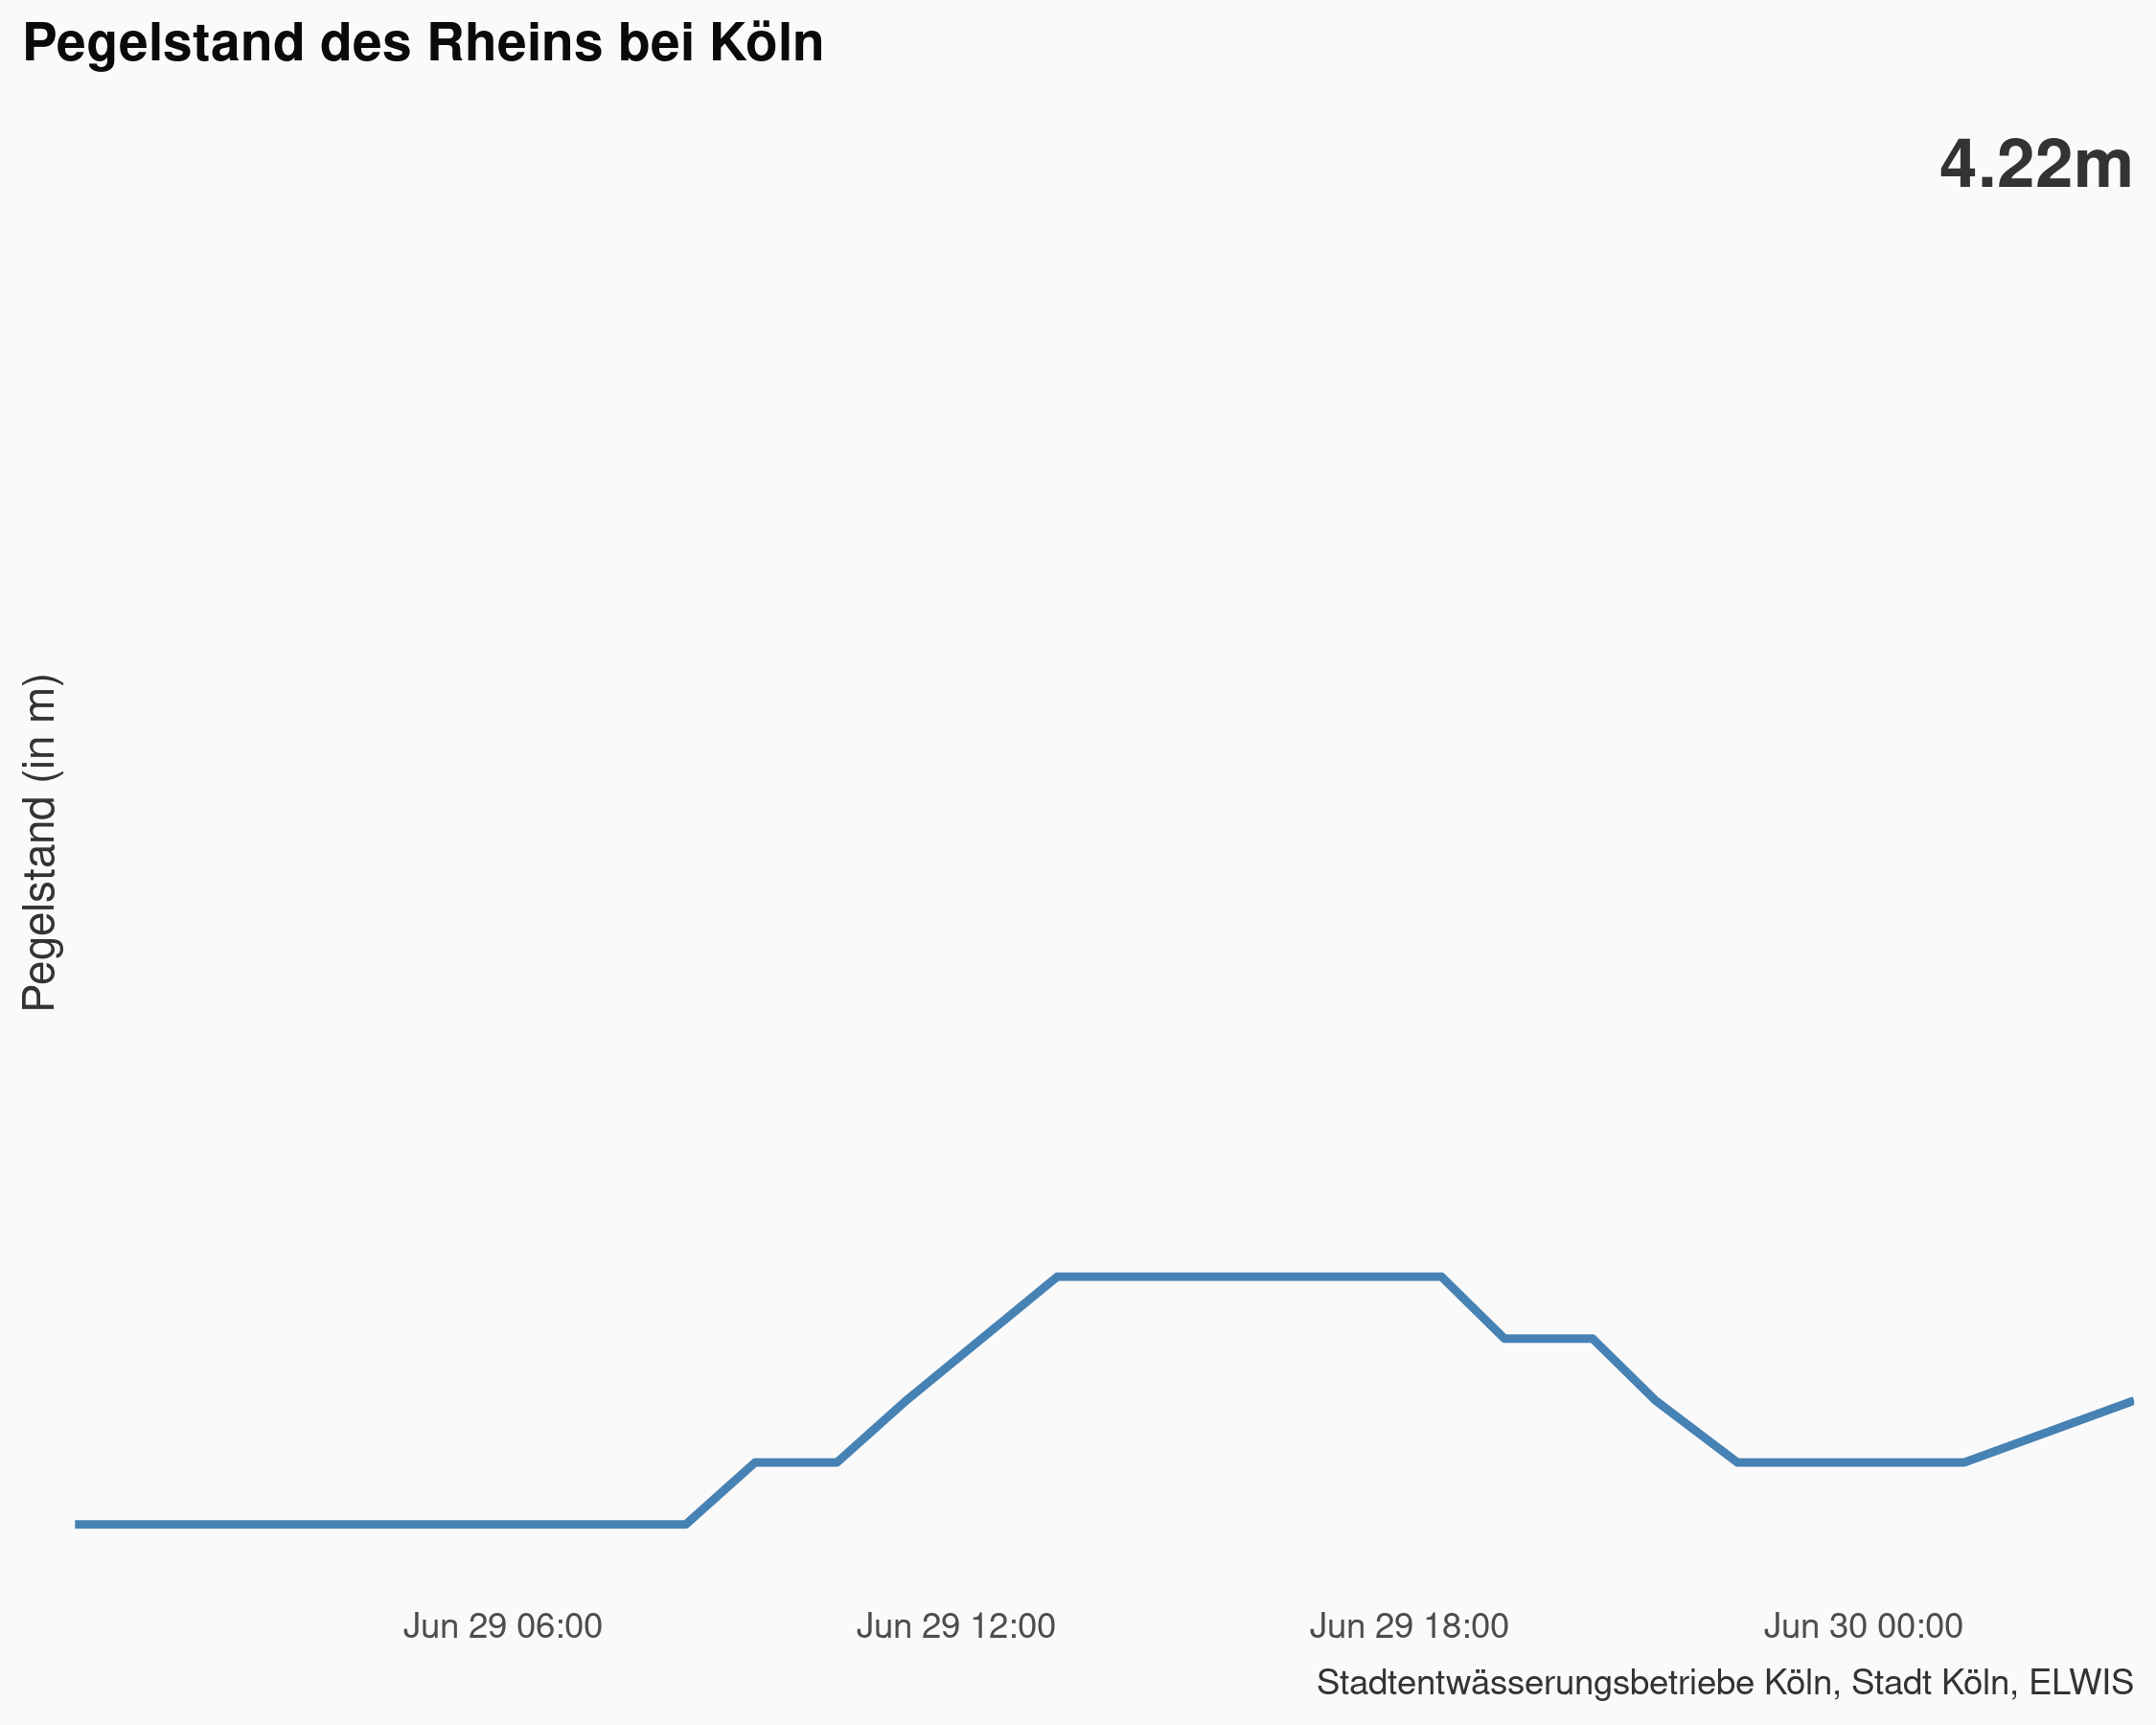 Pegelstand des Rheins bei Köln
4.22m
Pegelstand (in m)
Jun 29 06:00
Jun 29 12:00
Jun 29 18:00
Jun 30 00:00
Stadtentwässerungsbetriebe Köln, Stadt Köln, ELWIS